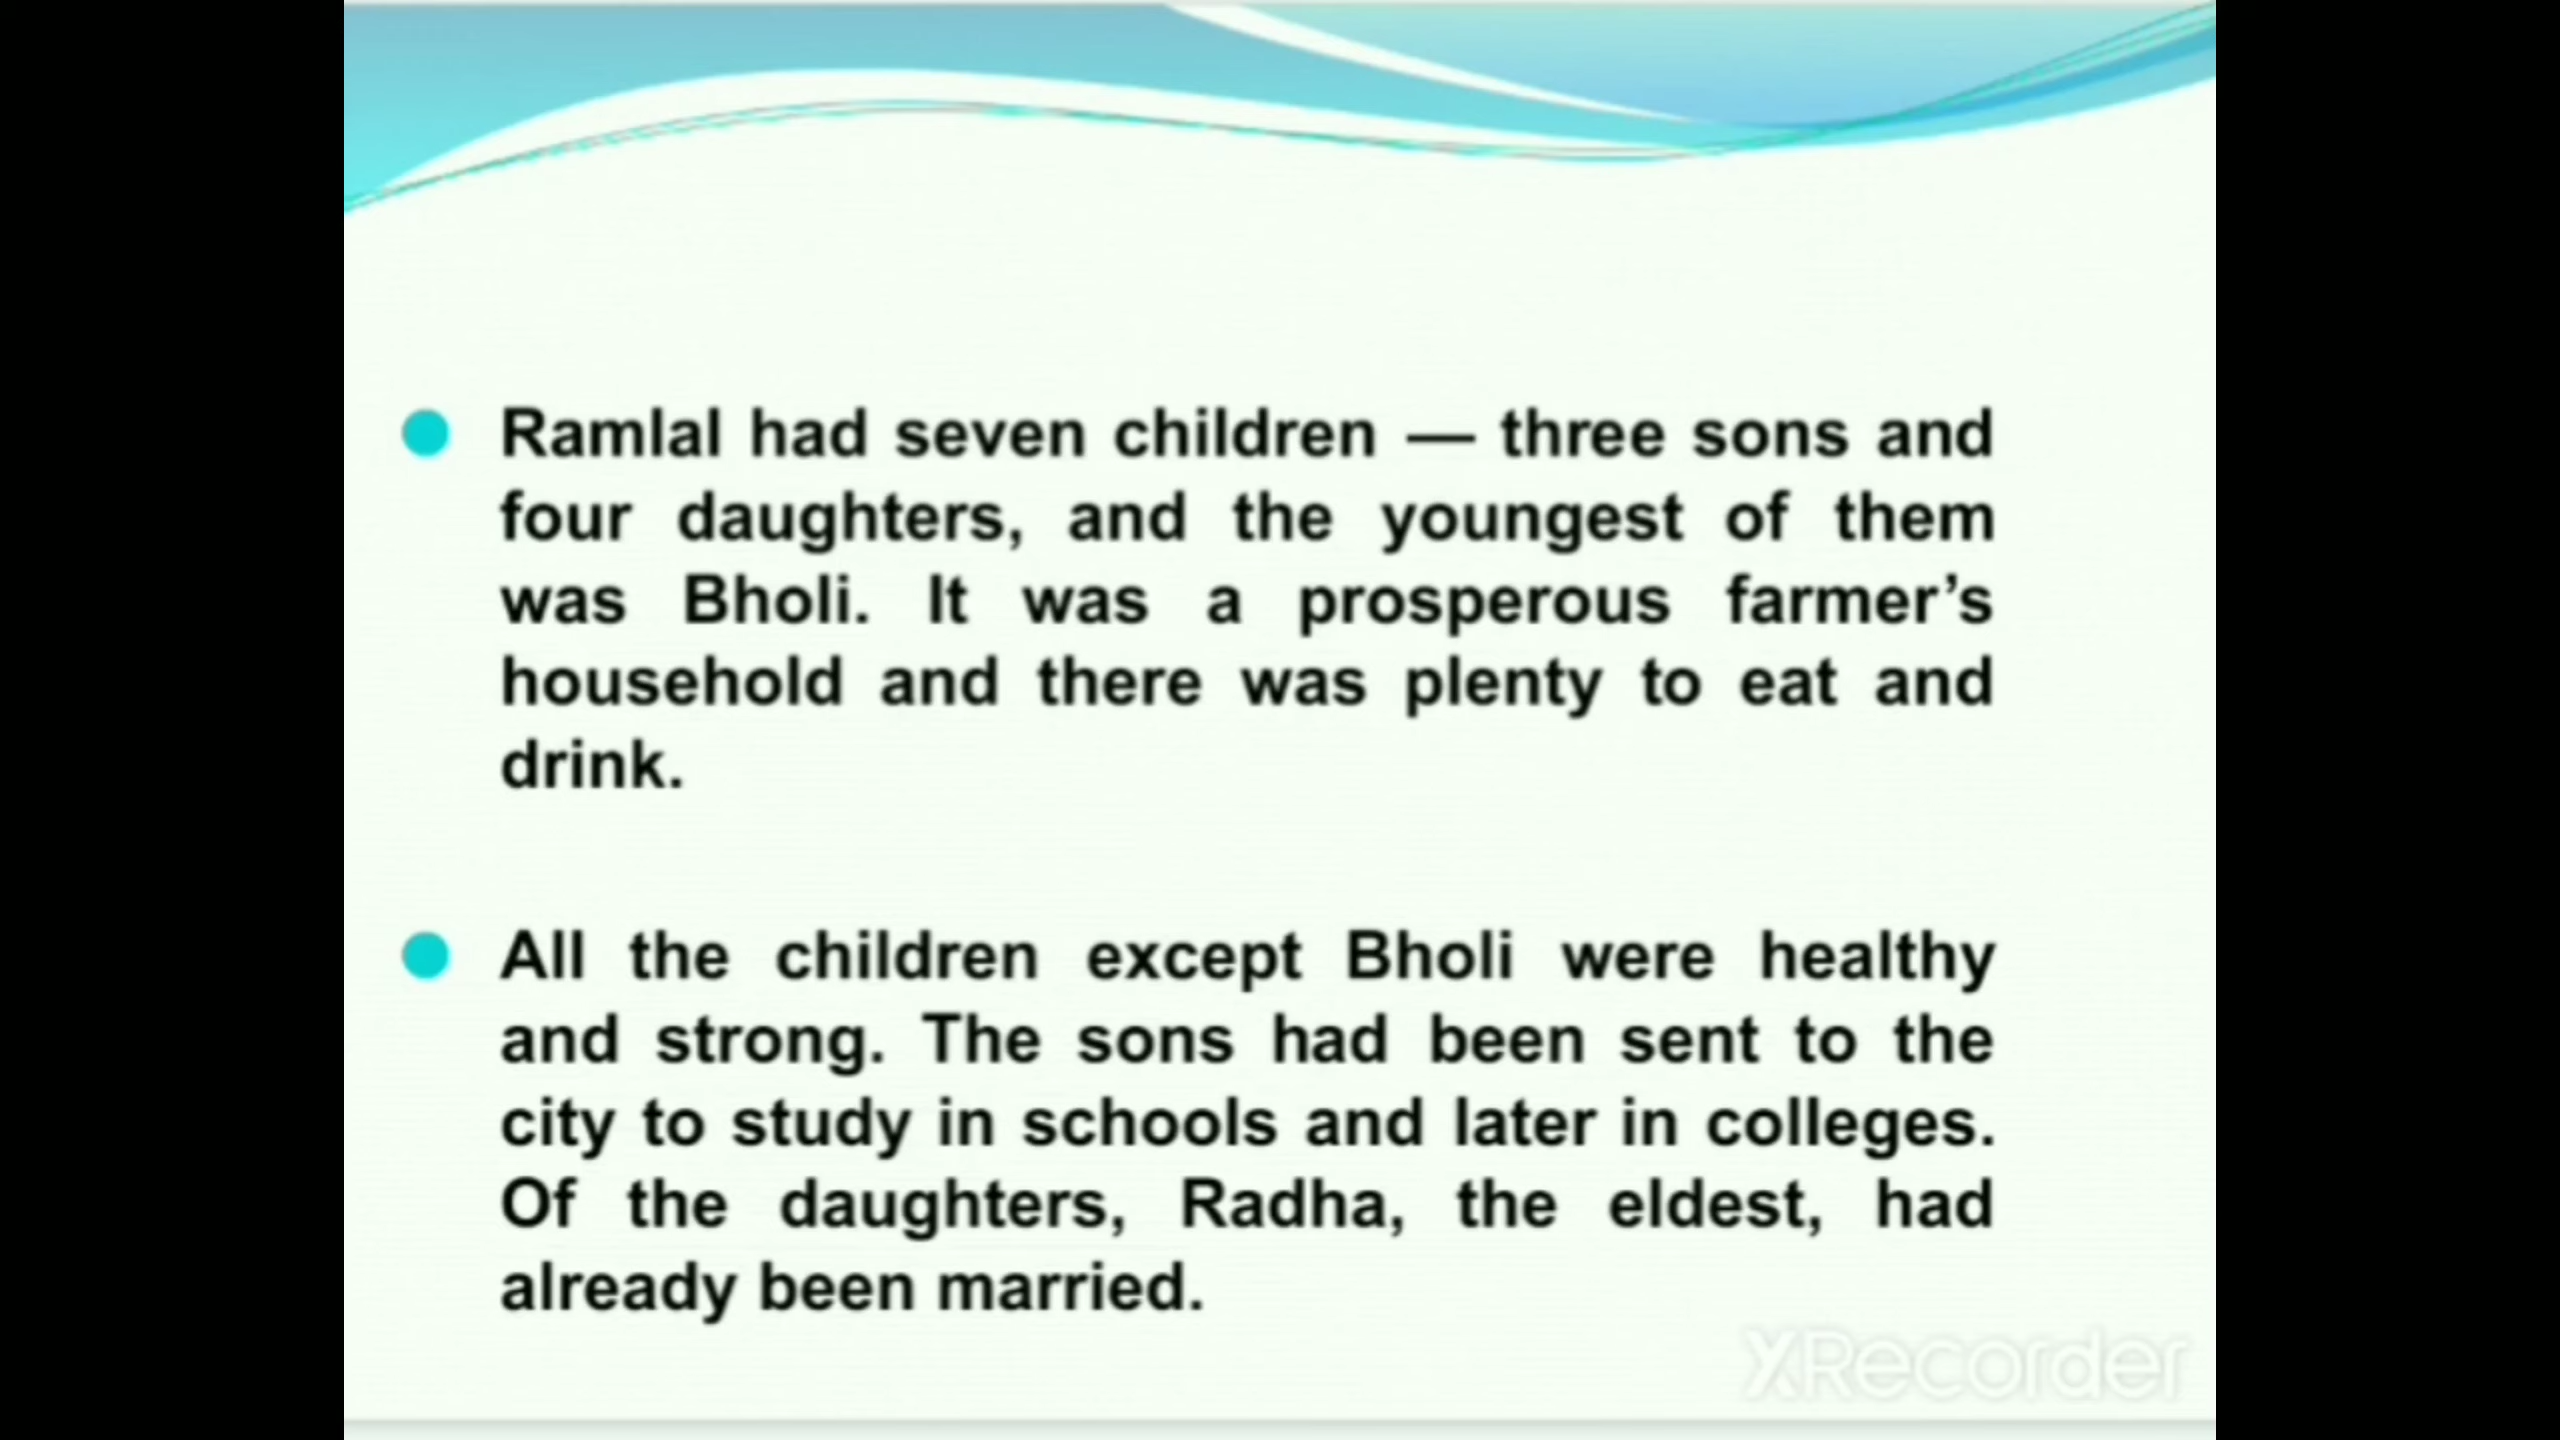 Ramlal had seven children — three sons and
four daughters, and the youngest of them
was Bholi. It was a prosperous farmer’s
household and there was plenty to eat and
drink.
All the children except Bholi were healthy
and strong. The sons had been sent to the
city to study in schools and later in colleges.
Of the daughters, Radha, the eldest, had
already been married.
XRecorder